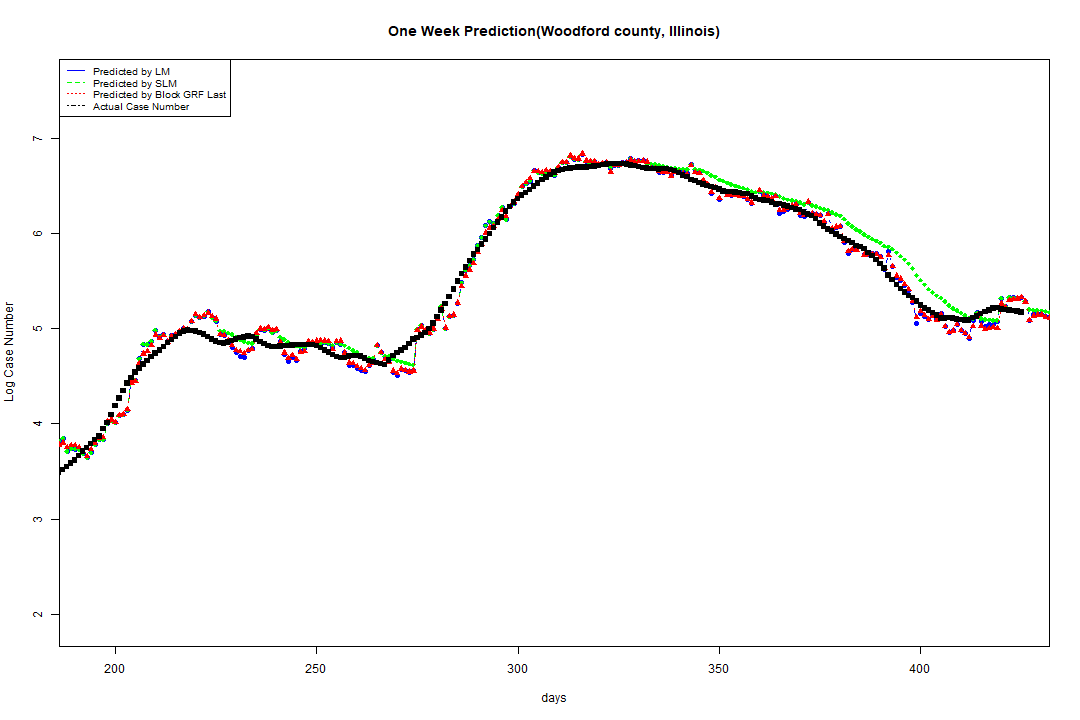 One Week Prediction(Woodford county, Illinois)
Predicted by LM
Predicted by SLM
Predicted by Block GRF Last
Actual Case Number
7
6
5
4
3
2
Log Case Number
200 250 300 350 400
days